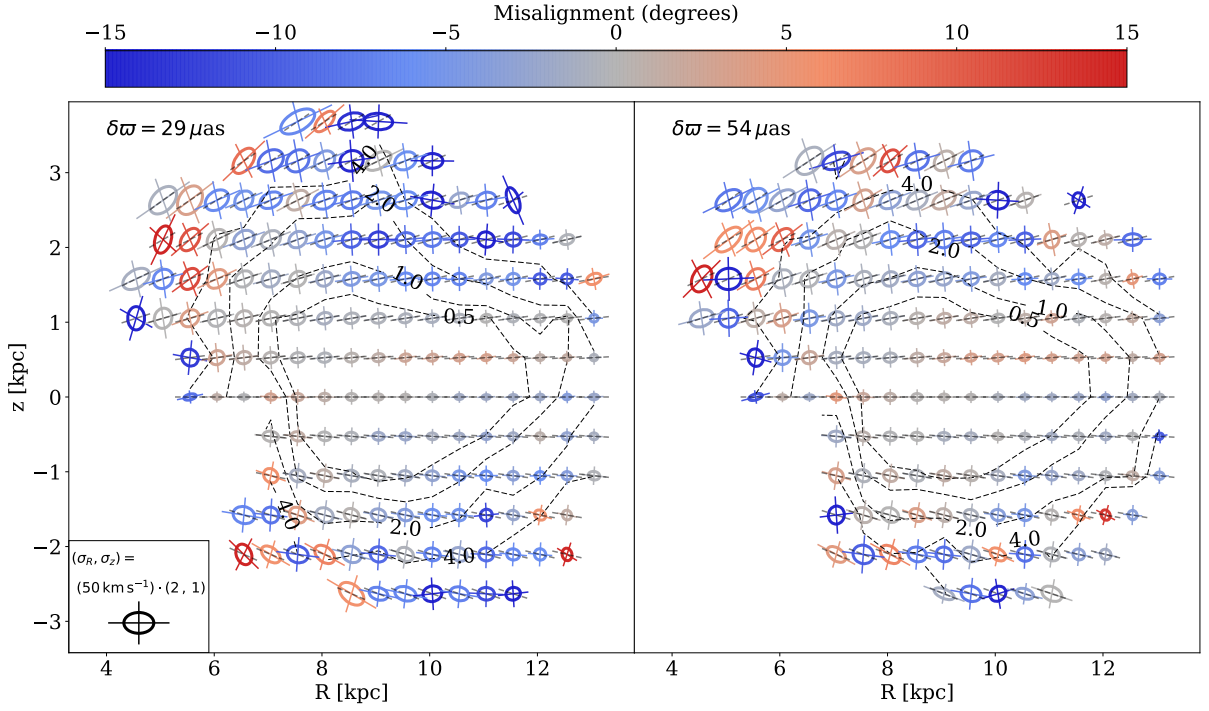 Misalignment (degrees)
−15 −10 −5 0 5 10 15
δϖ = 29 μas
δϖ = 54 μas
z [kpc]
3
2
1
0
−1
−2
−3
4.0
2.0
1.0
0.5
4.0
2.0
4.0
4.0
2.0
1.0
0.5
2.0
4.0
(σ_R, σ_z) =
(50 km s⁻¹) · (2 , 1)
4 6 8 10 12
4 6 8 10 12
R [kpc]
R [kpc]